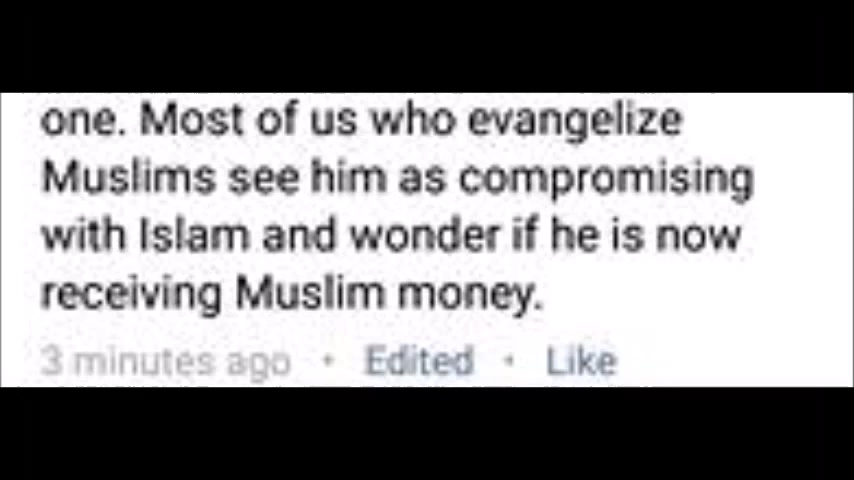 one. Most of us who evangelize
Muslims see him as compromising
with Islam and wonder if he is now
receiving Muslim money.
3 minutes ago • Edited • Like